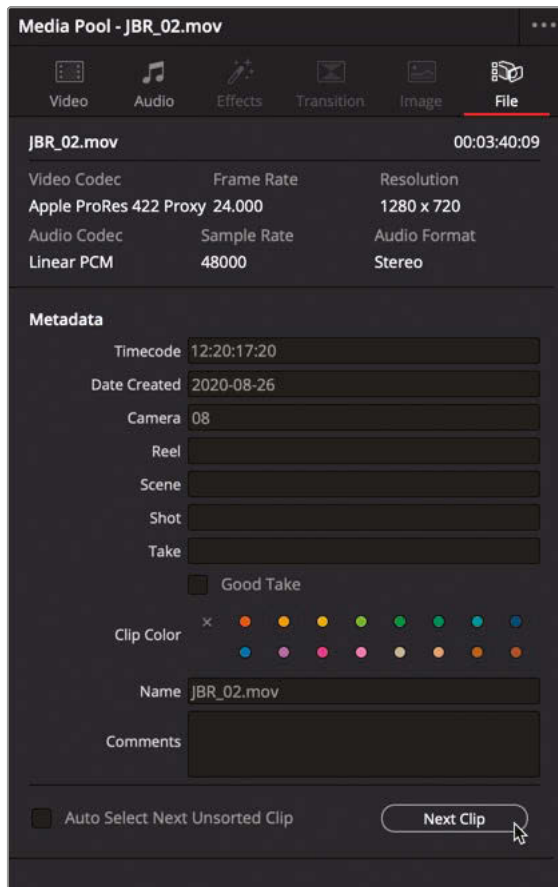 Media Pool - JBR_02.mov
Video Audio Effects Transition Image File
JBR_02.mov 00:03:40:09
Video Codec Frame Rate Resolution
Apple ProRes 422 Proxy 24.000 1280 x 720
Audio Codec Sample Rate Audio Format
Linear PCM 48000 Stereo
Metadata
Timecode 12:20:17:20
Date Created 2020-08-26
Camera 08
Reel
Scene
Shot
Take
Good Take
Clip Color
Name JBR_02.mov
Comments
Auto Select Next Unsorted Clip Next Clip